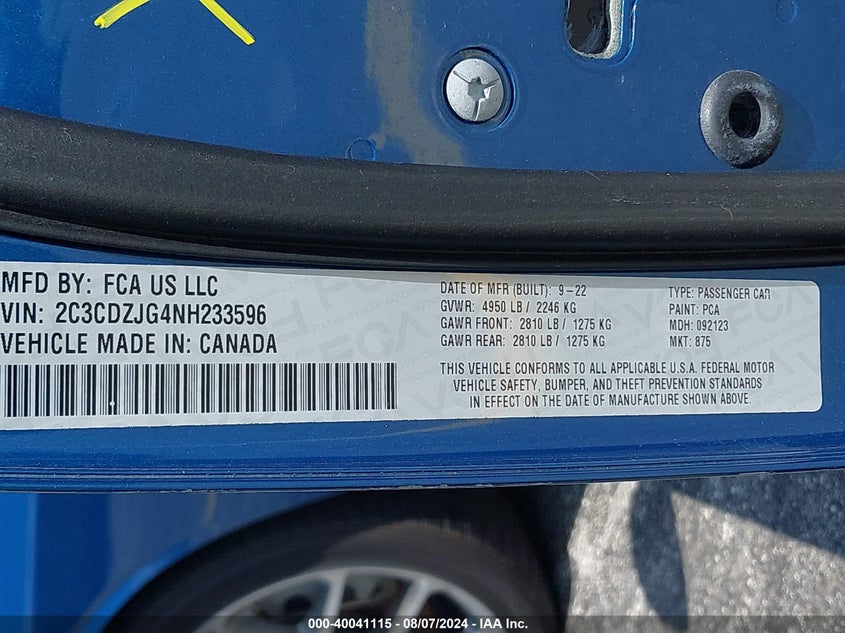 MFD BY: FCA US LLC
VIN: 2C3CDZJG4NH233596
VEHICLE MADE IN: CANADA
DATE OF MFR (BUILT): 9-22
GVWR: 4950 LB / 2246 KG
GAWR FRONT: 2810 LB / 1275 KG
GAWR REAR: 2810 LB / 1275 KG
TYPE: PASSENGER CAR
PAINT: PCA
MDH: 092123
MKT: 875
THIS VEHICLE CONFORMS TO ALL APPLICABLE U.S.A. FEDERAL MOTOR
VEHICLE SAFETY, BUMPER, AND THEFT PREVENTION STANDARDS
IN EFFECT ON THE DATE OF MANUFACTURE SHOWN ABOVE.
000-40041115 - 08/07/2024 - IAA Inc.